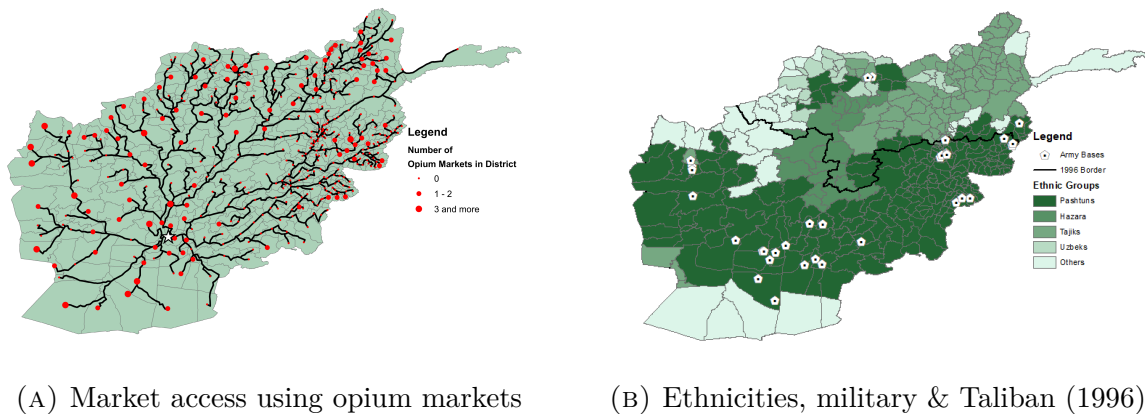 Legend
Number of
Opium Markets in District
0
1 - 2
3 and more
Legend
Army Bases
1996 Border
Ethnic Groups
Pashtuns
Hazara
Tajiks
Uzbeks
Others
(A) Market access using opium markets
(B) Ethnicities, military & Taliban (1996)